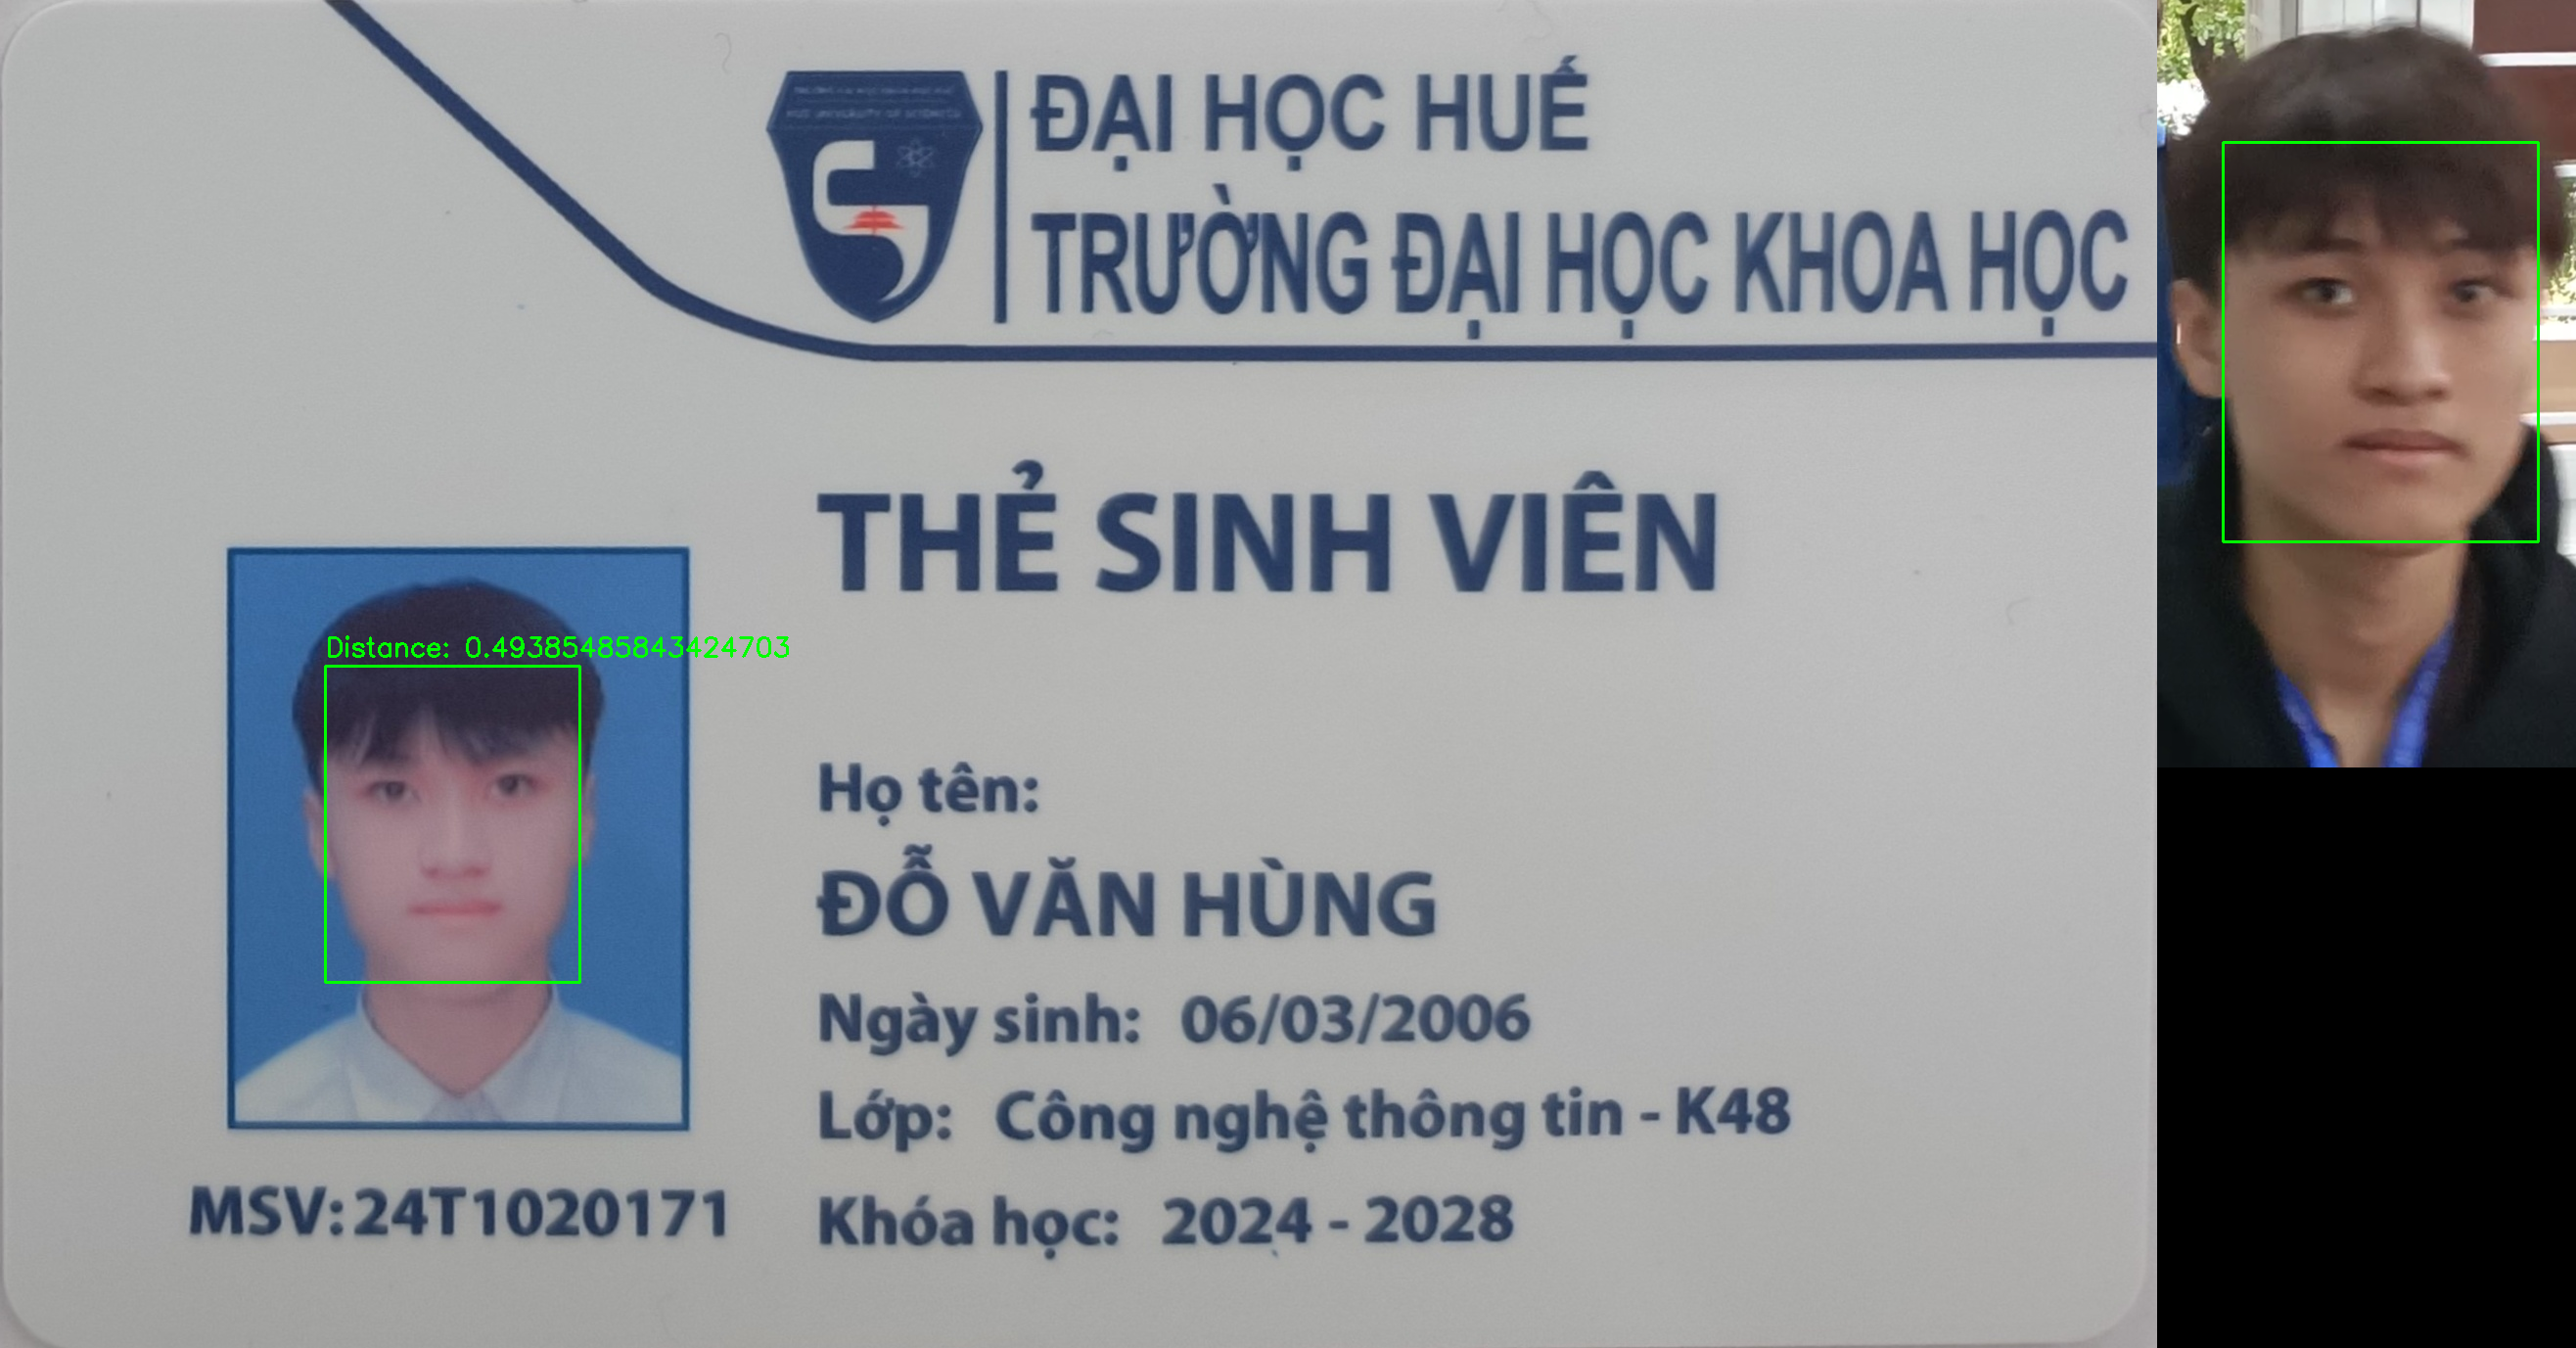 ĐẠI HỌC HUẾ
TRƯỜNG ĐẠI HỌC KHOA HỌC
THẺ SINH VIÊN
Distance: 0.49385485843424703
Họ tên:
ĐỖ VĂN HÙNG
Ngày sinh: 06/03/2006
Lớp: Công nghệ thông tin - K48
MSV: 24T1020171
Khóa học: 2024 - 2028